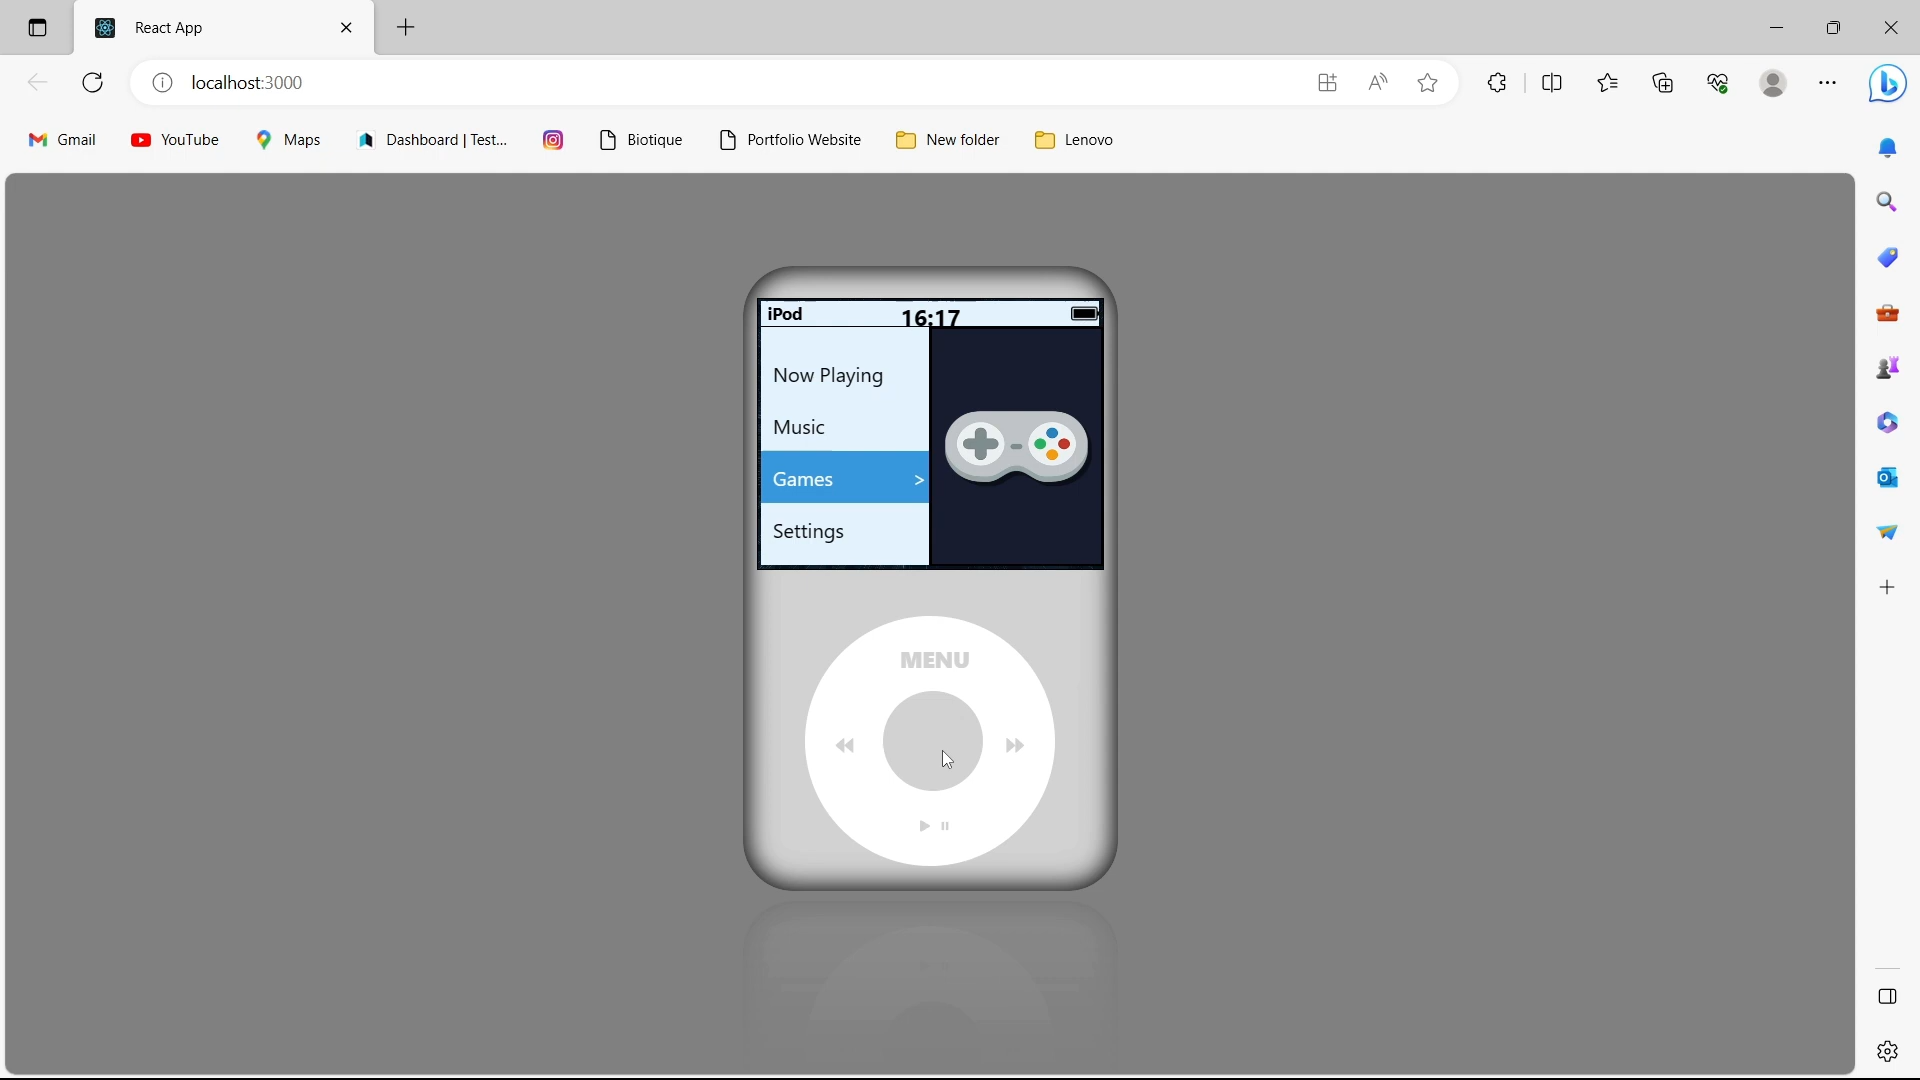 React App
localhost:3000
Gmail YouTube Maps Dashboard | Test... Biotique Portfolio Website New folder Lenovo
iPod 16:17
Now Playing
Music
Games >
Settings
MENU